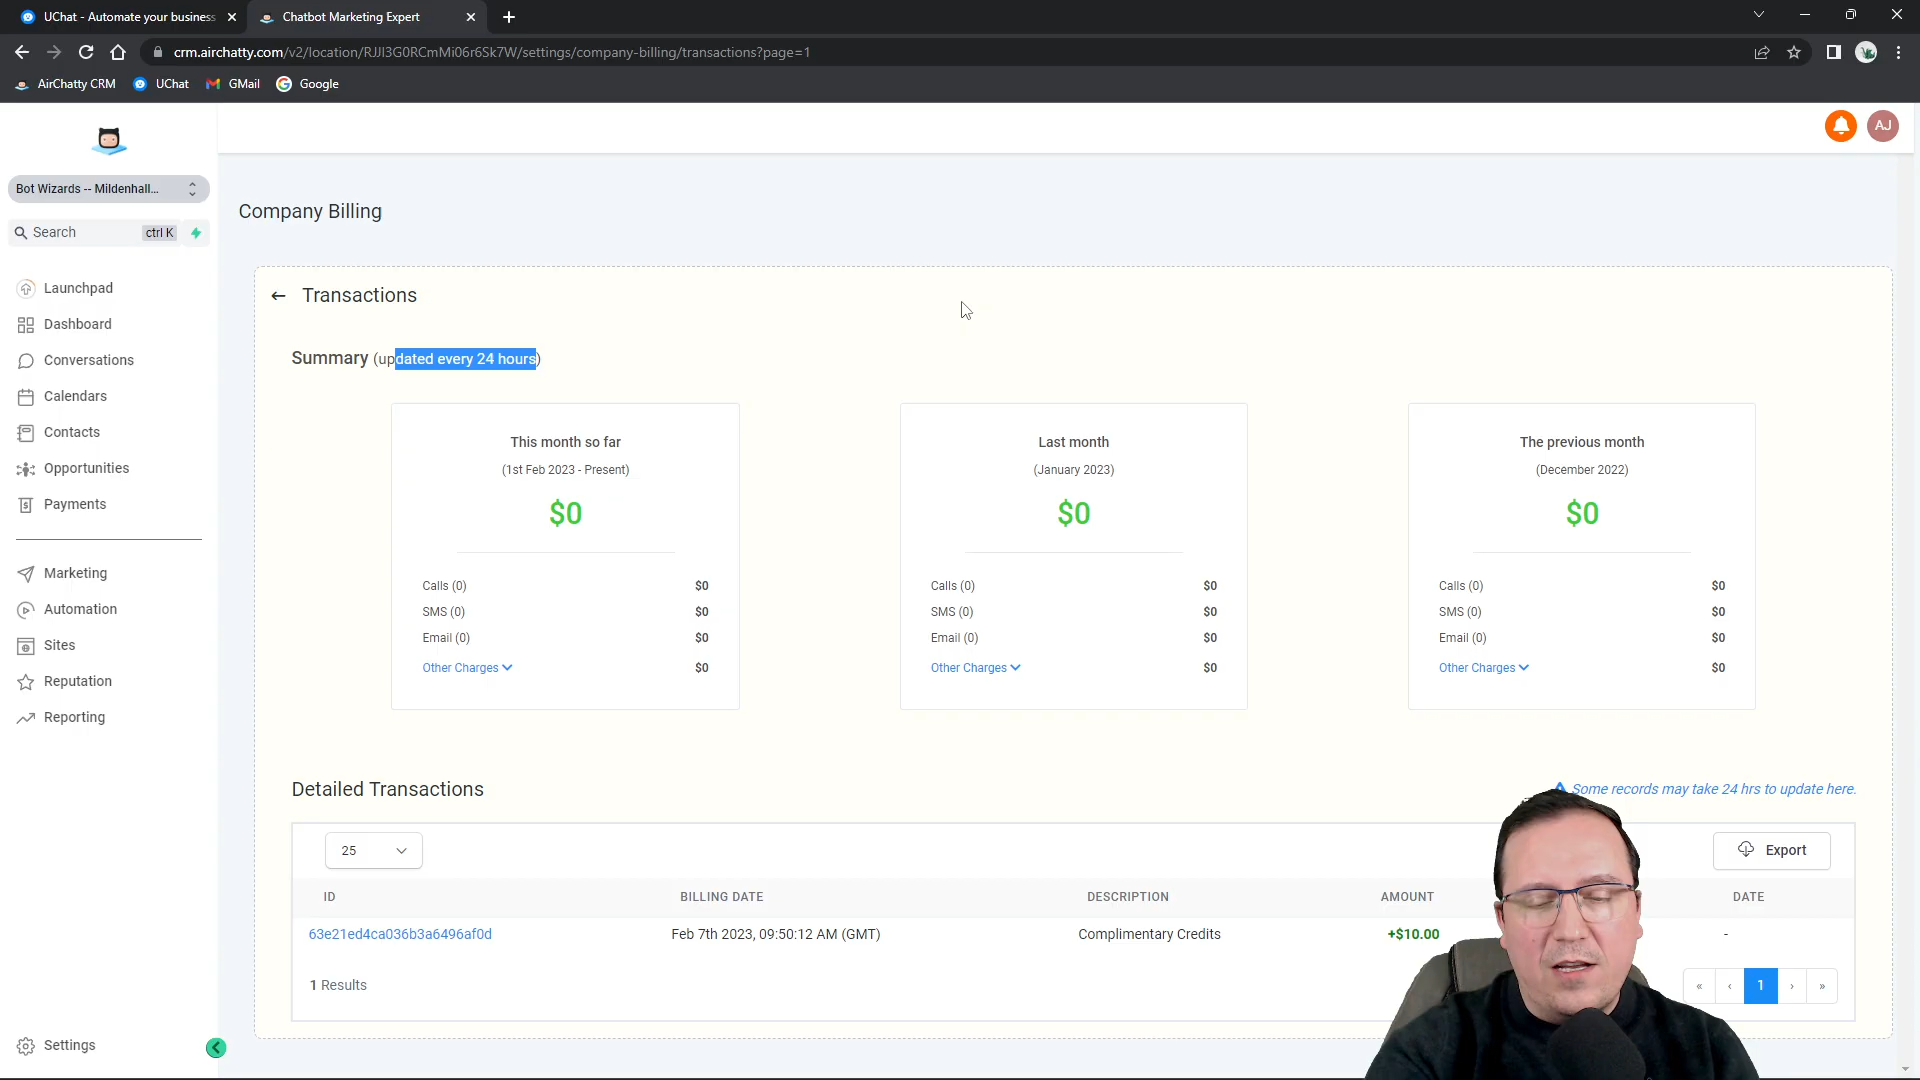 UChat - Automate your business
Chatbot Marketing Expert
crm.airchatty.com/v2/location/RJJl3G0RCmMi06r6Sk7W/settings/company-billing/transactions?page=1
AirChatty CRM
UChat
GMail
Google
AJ
Bot Wizards -- Mildenhall...
Search
ctrl K
Launchpad
Dashboard
Conversations
Calendars
Contacts
Opportunities
Payments
Marketing
Automation
Sites
Reputation
Reporting
Settings
Company Billing
Transactions
Summary (updated every 24 hours)
This month so far
(1st Feb 2023 - Present)
$0
Calls (0) $0
SMS (0) $0
Email (0) $0
Other Charges $0
Last month
(January 2023)
$0
Calls (0) $0
SMS (0) $0
Email (0) $0
Other Charges $0
The previous month
(December 2022)
$0
Calls (0) $0
SMS (0) $0
Email (0) $0
Other Charges $0
Detailed Transactions
Some records may take 24 hrs to update here.
25
Export
ID BILLING DATE DESCRIPTION AMOUNT DATE
63e21ed4ca036b3a6496af0d Feb 7th 2023, 09:50:12 AM (GMT) Complimentary Credits +$10.00 -
1 Results
« ‹ 1 › »